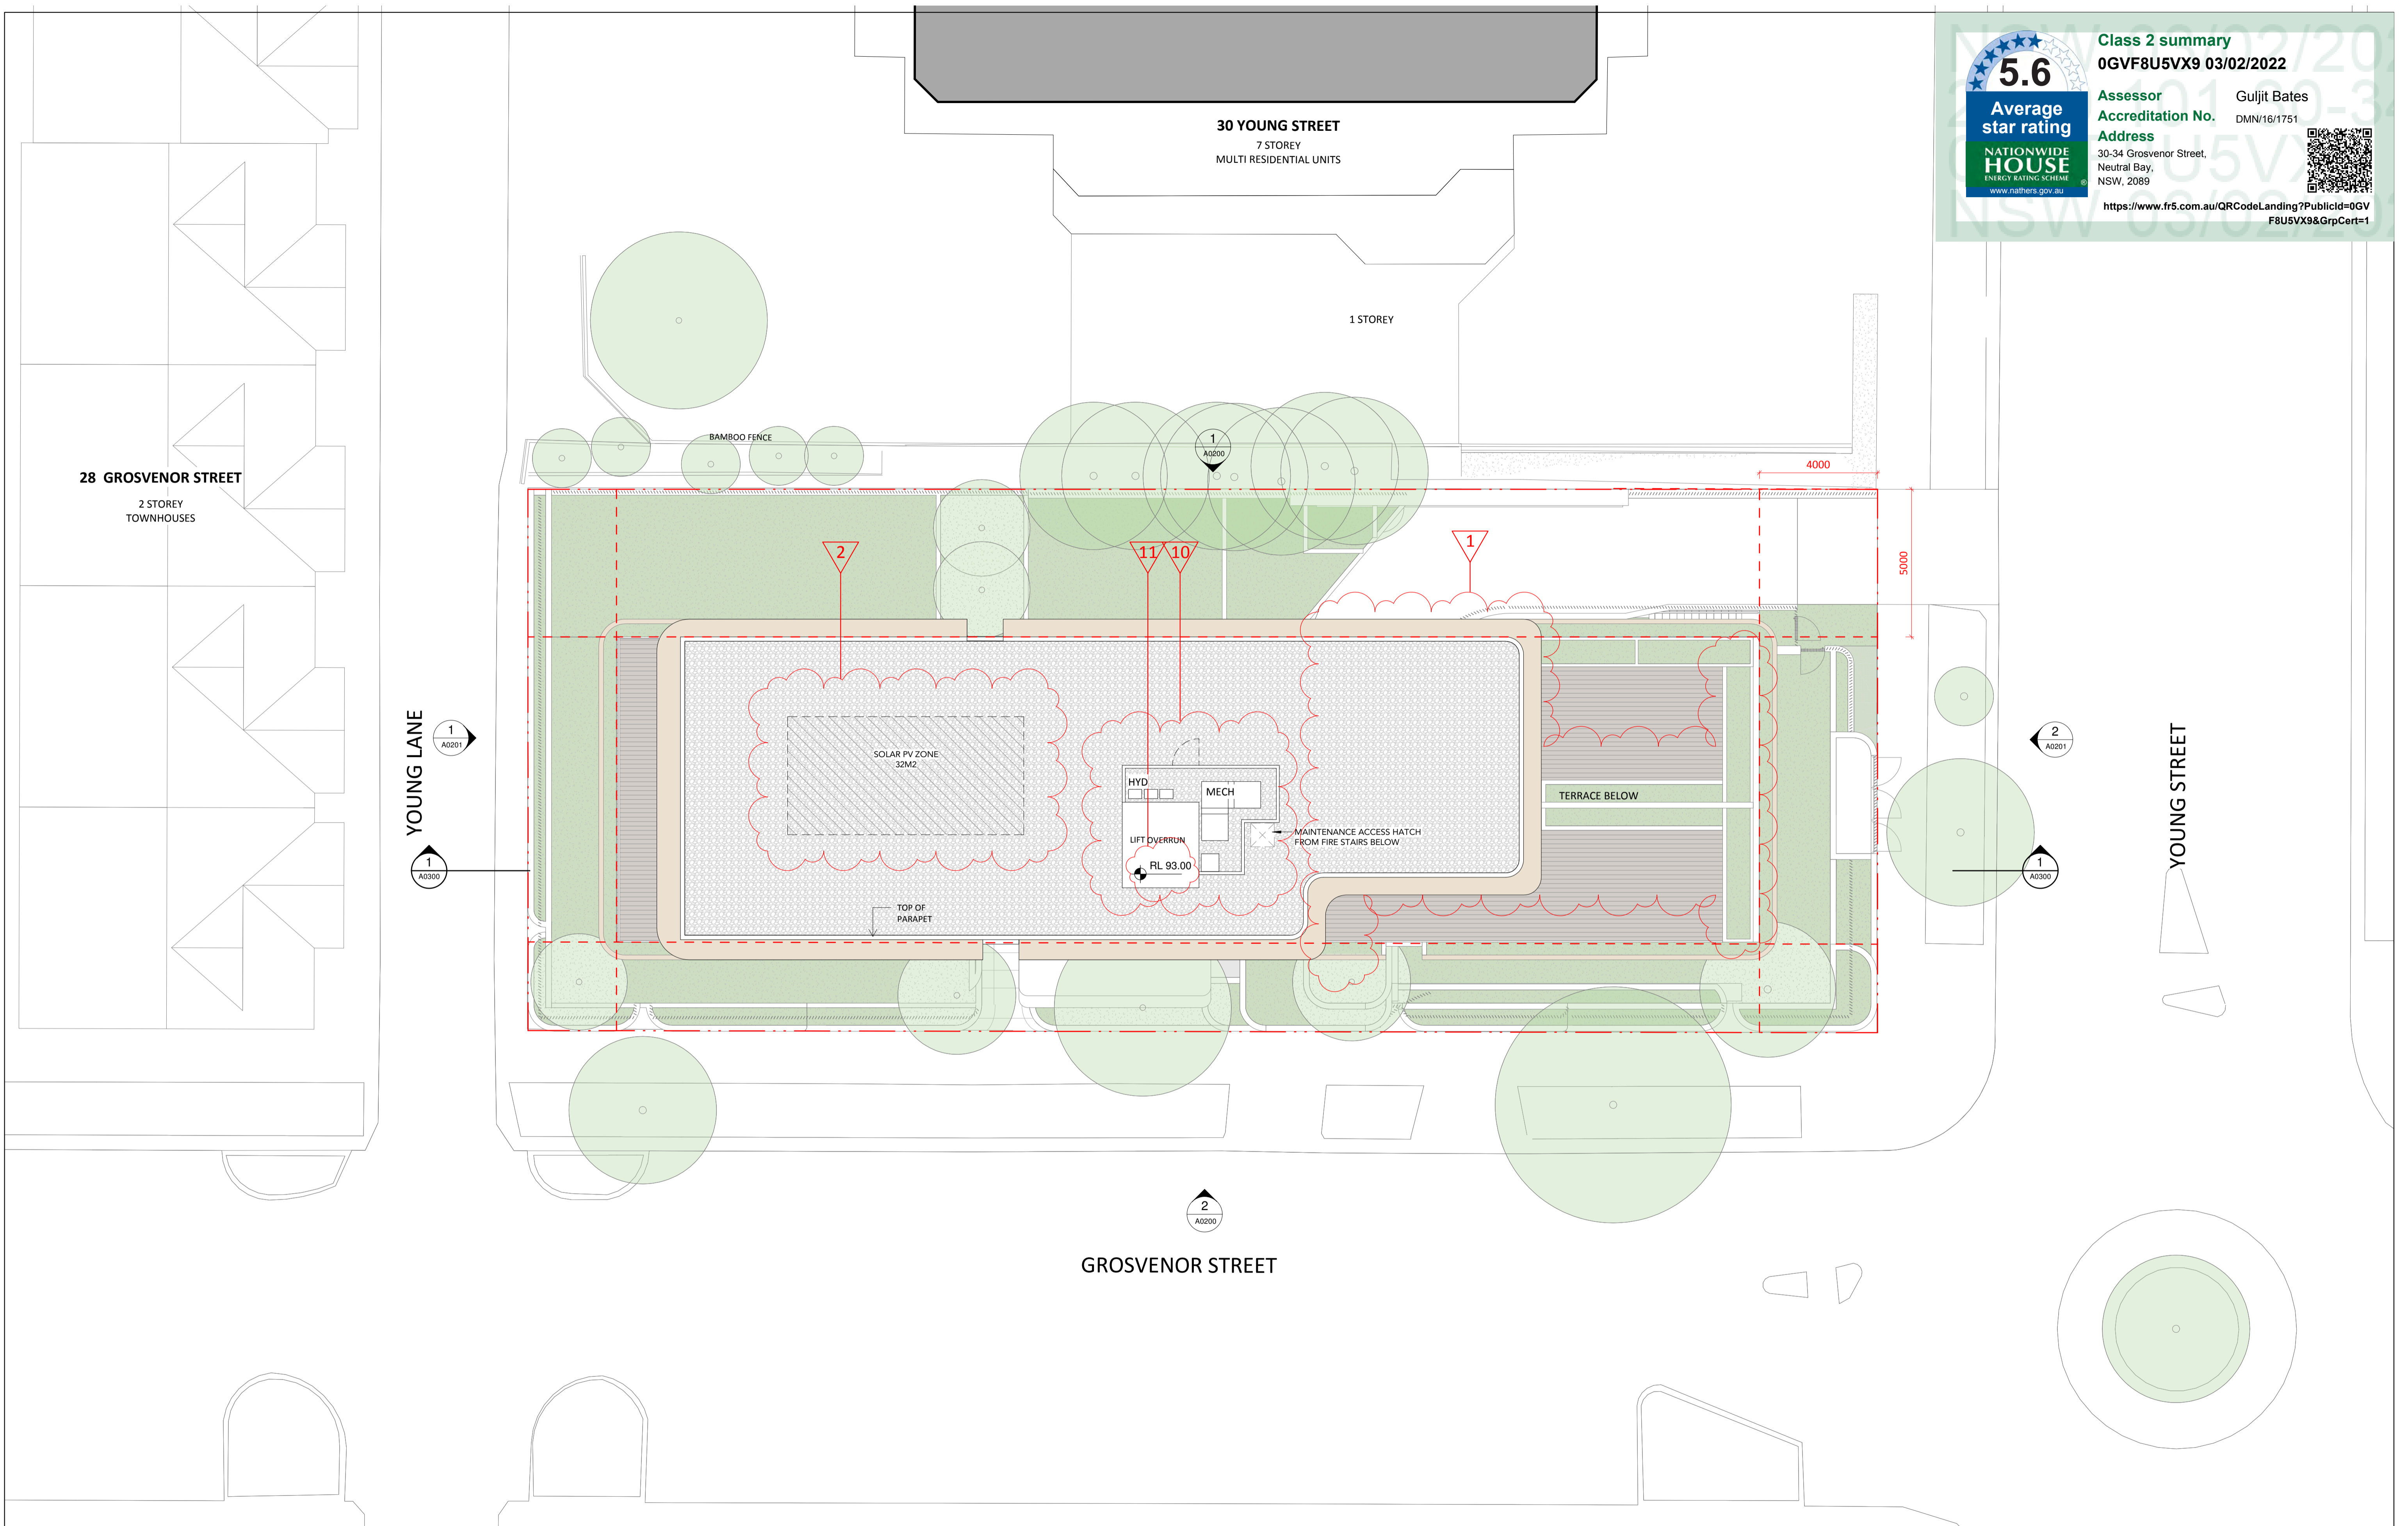 30 YOUNG STREET
7 STOREY
MULTI RESIDENTIAL UNITS
5.6
Average
star rating
NATIONWIDE
HOUSE
ENERGY RATING SCHEME
®
www.nathers.gov.au
Class 2 summary
0GVF8U5VX9 03/02/2022
Assessor Guljit Bates
Accreditation No. DMN/16/1751
Address
30-34 Grosvenor Street,
Neutral Bay,
NSW, 2089
https://www.fr5.com.au/QRCodeLanding?PublicId=0GV
F8U5VX9&GrpCert=1
1 STOREY
BAMBOO FENCE
1
A0200
4000
28 GROSVENOR STREET
2 STOREY
TOWNHOUSES
2
11
10
1
5000
YOUNG LANE
1
A0201
SOLAR PV ZONE
32M2
HYD
MECH
TERRACE BELOW
2
A0201
YOUNG STREET
LIFT OVERRUN
MAINTENANCE ACCESS HATCH
FROM FIRE STAIRS BELOW
RL 93.00
1
A0300
1
A0300
TOP OF
PARAPET
2
A0200
GROSVENOR STREET